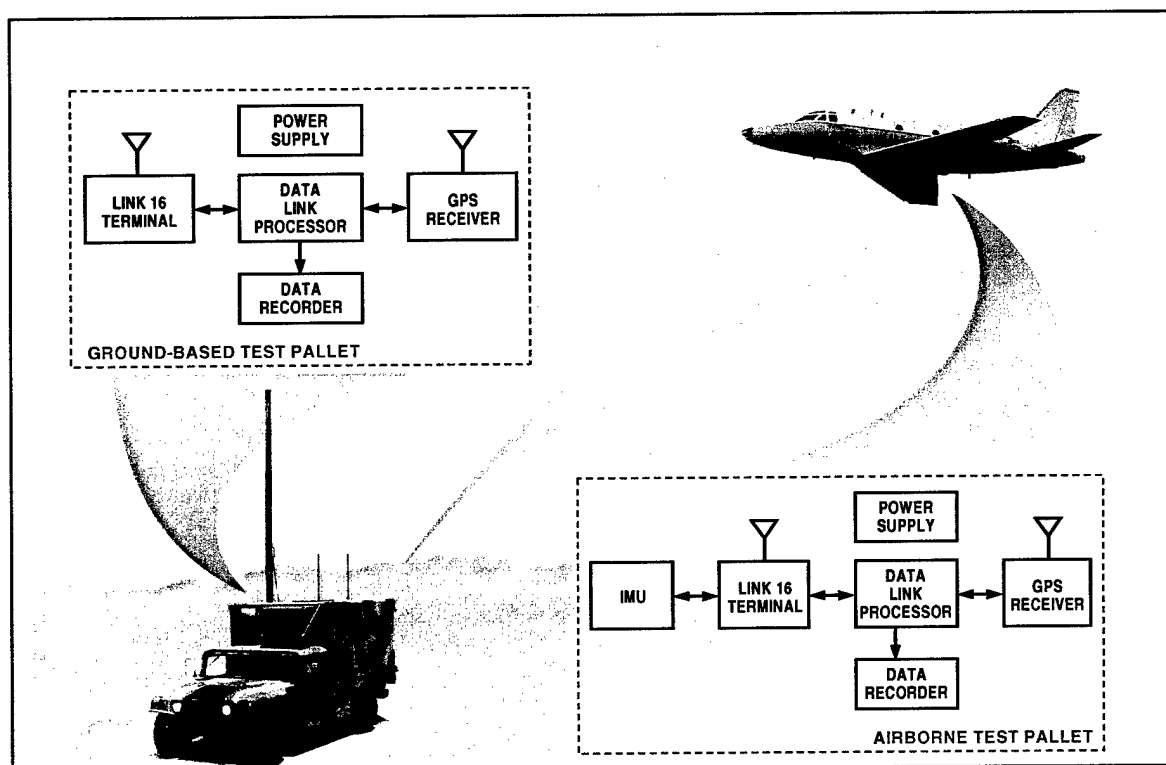 POWER
SUPPLY
LINK 16
TERMINAL
DATA
LINK
PROCESSOR
GPS
RECEIVER
DATA
RECORDER
GROUND-BASED TEST PALLET
POWER
SUPPLY
IMU
LINK 16
TERMINAL
DATA
LINK
PROCESSOR
GPS
RECEIVER
DATA
RECORDER
AIRBORNE TEST PALLET